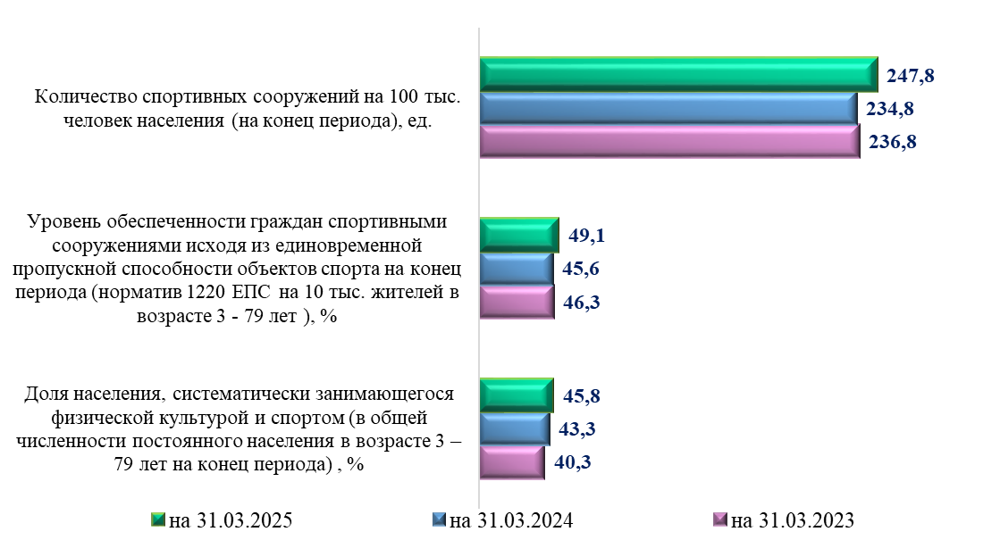 Количество спортивных сооружений на 100 тыс.
человек населения (на конец периода), ед.
247,8
234,8
236,8
Уровень обеспеченности граждан спортивными
сооружениями исходя из единовременной
пропускной способности объектов спорта на конец
периода (норматив 1220 ЕПС на 10 тыс. жителей в
возрасте 3 - 79 лет ), %
49,1
45,6
46,3
Доля населения, систематически занимающегося
физической культурой и спортом (в общей
численности постоянного населения в возрасте 3 –
79 лет на конец периода) , %
45,8
43,3
40,3
на 31.03.2025
на 31.03.2024
на 31.03.2023